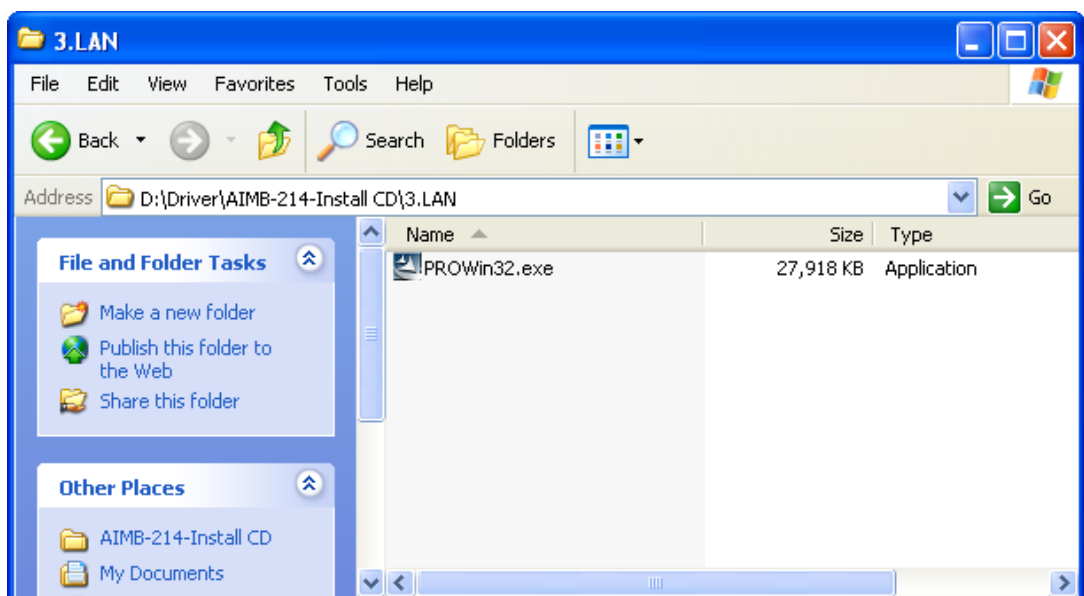 3.LAN
File Edit View Favorites Tools Help
Back Search Folders
Address D:\Driver\AIMB-214-Install CD\3.LAN Go
File and Folder Tasks
Make a new folder
Publish this folder to
the Web
Share this folder
Other Places
AIMB-214-Install CD
My Documents
Name Size Type
PROWin32.exe 27,918 KB Application